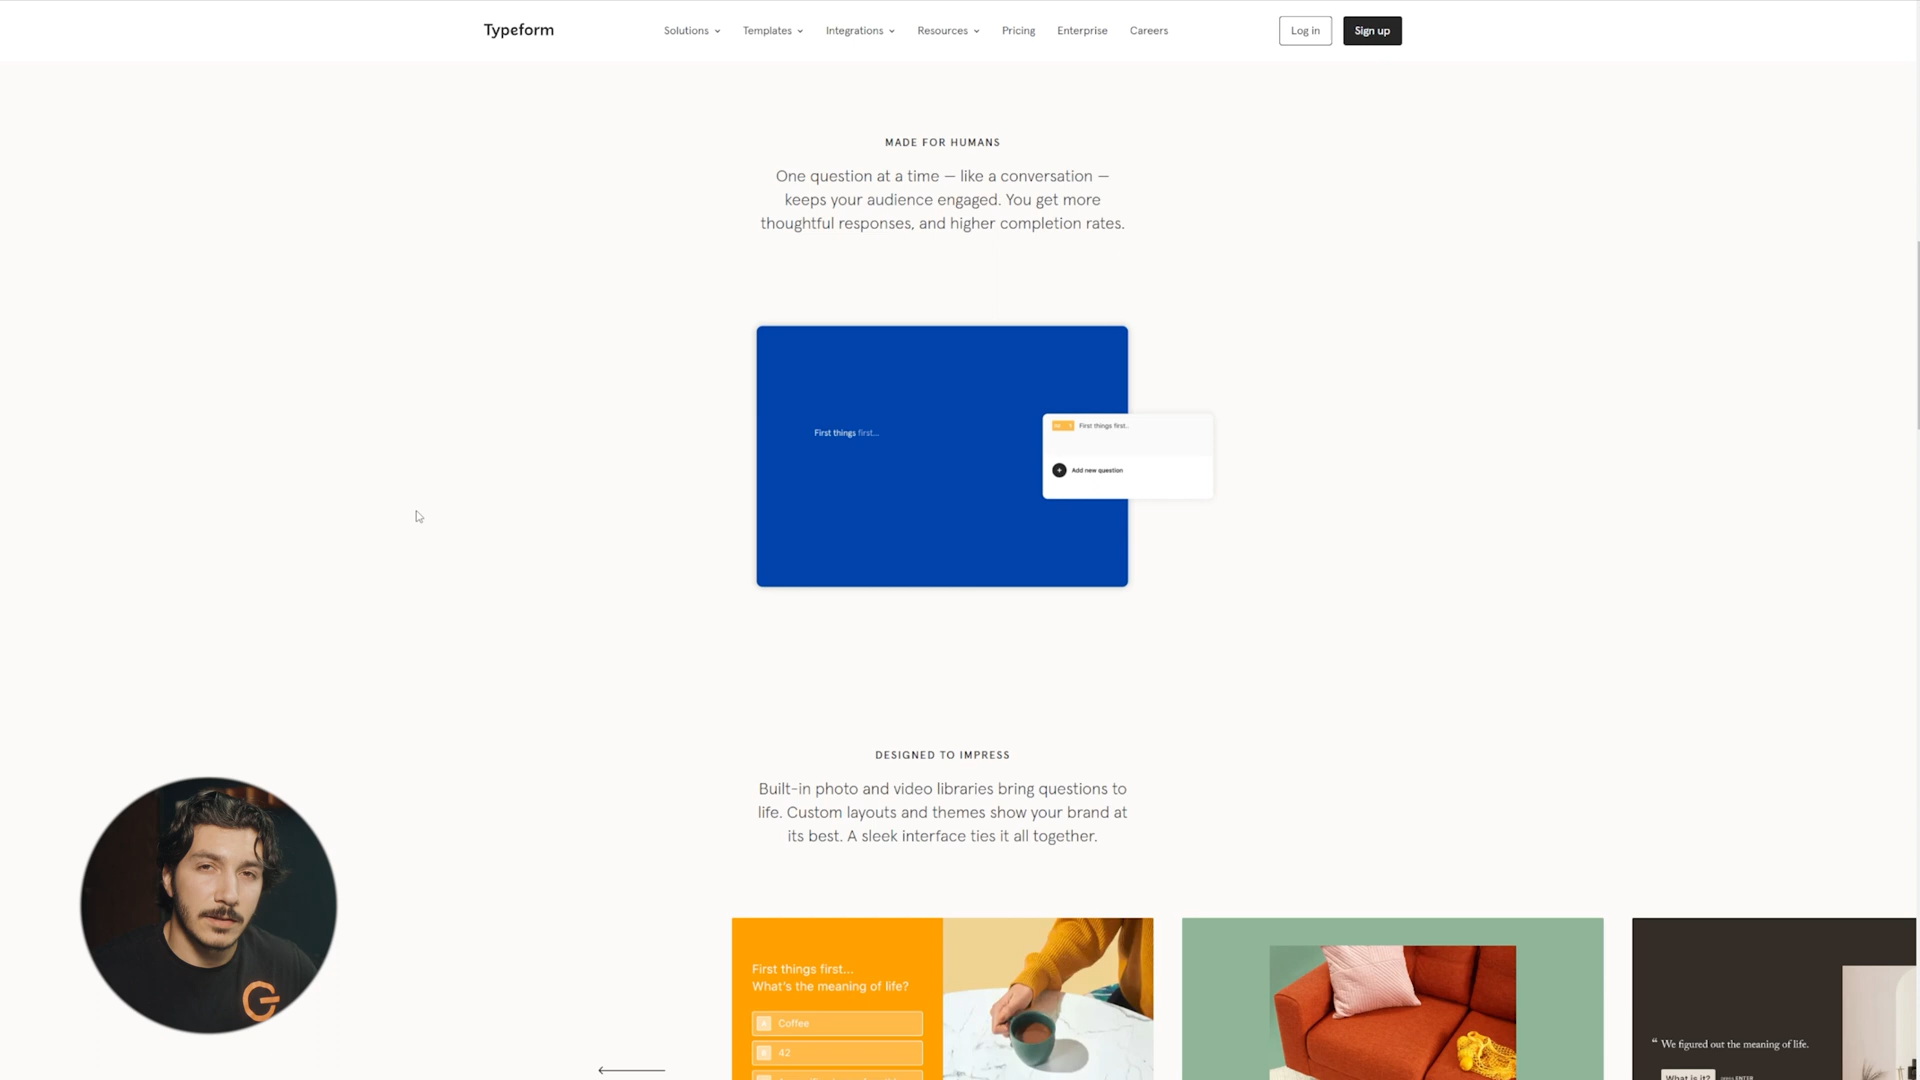 Typeform
Solutions
Templates
Integrations
Resources
Pricing
Enterprise
Careers
Log in
Sign up
MADE FOR HUMANS
One question at a time — like a conversation —
keeps your audience engaged. You get more
thoughtful responses, and higher completion rates.
First things first...
First things first..
Add new question
DESIGNED TO IMPRESS
Built-in photo and video libraries bring questions to
life. Custom layouts and themes show your brand at
its best. A sleek interface ties it all together.
First things first...
What's the meaning of life?
A Coffee
B 42
“ We figured out the meaning of life.
What is it? press ENTER